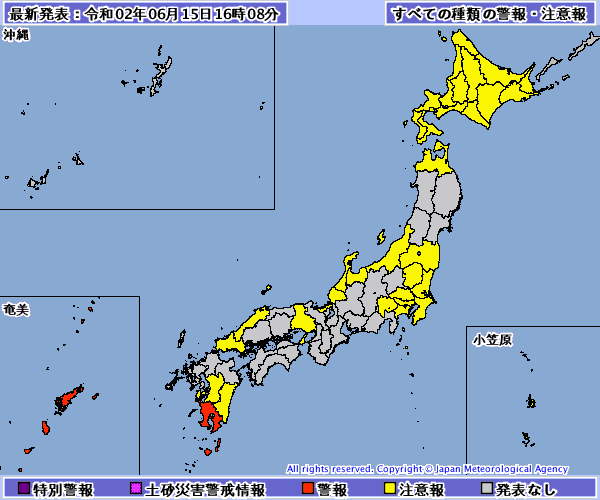 最新発表：令和02年06月15日16時08分
すべての種類の警報・注意報
沖縄
奄美
小笠原
All rights reserved. Copyright © Japan Meteorological Agency
特別警報
土砂災害警戒情報
警報
注意報
発表なし